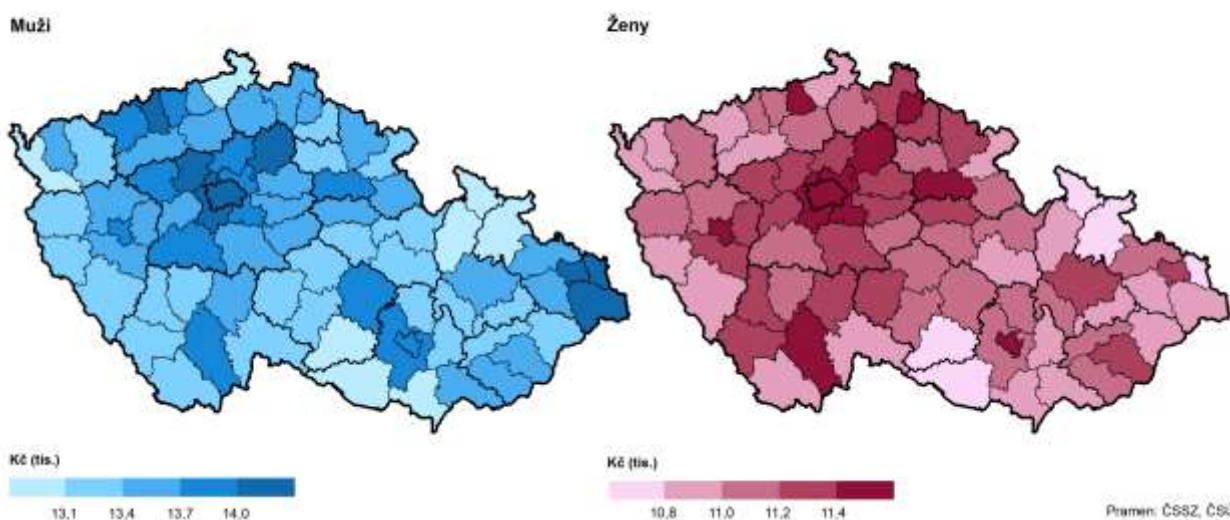 Muži
Ženy
Kč (tis.)
13,1 13,4 13,7 14,0
Kč (tis.)
10,8 11,0 11,2 11,4
Pramen: ČSSZ, ČSÚ